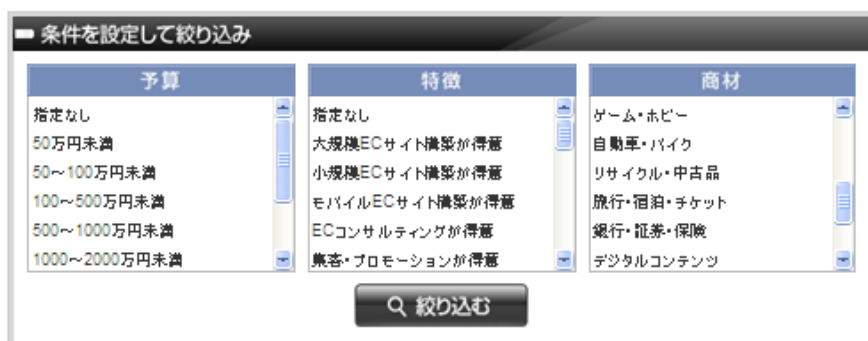 条件を設定して絞り込み
予算
指定なし
50万円未満
50～100万円未満
100～500万円未満
500～1000万円未満
1000～2000万円未満
特徴
指定なし
大規模ECサイト構築が得意
小規模ECサイト構築が得意
モバイルECサイト構築が得意
ECコンサルティングが得意
集客・プロモーションが得意
商材
ゲーム・ホビー
自動車・バイク
リサイクル・中古品
旅行・宿泊・チケット
銀行・証券・保険
デジタルコンテンツ
絞り込む